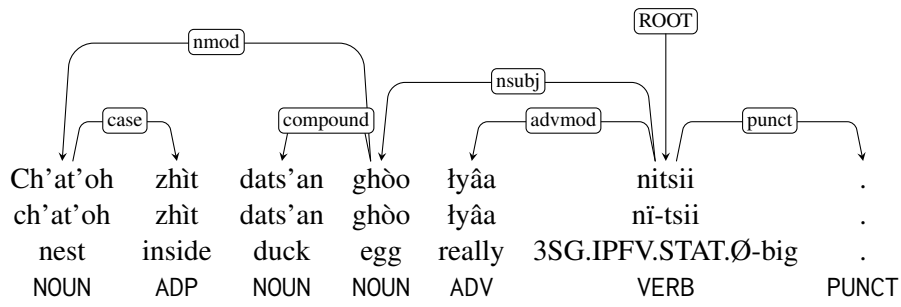 ROOT
nmod
nsubj
case compound advmod punct
Ch'at'oh zhìt dats'an ghòo łyâa nitsii .
ch'at'oh zhìt dats'an ghòo łyâa nï-tsii .
nest inside duck egg really 3SG.IPFV.STAT.Ø-big .
NOUN ADP NOUN NOUN ADV VERB PUNCT